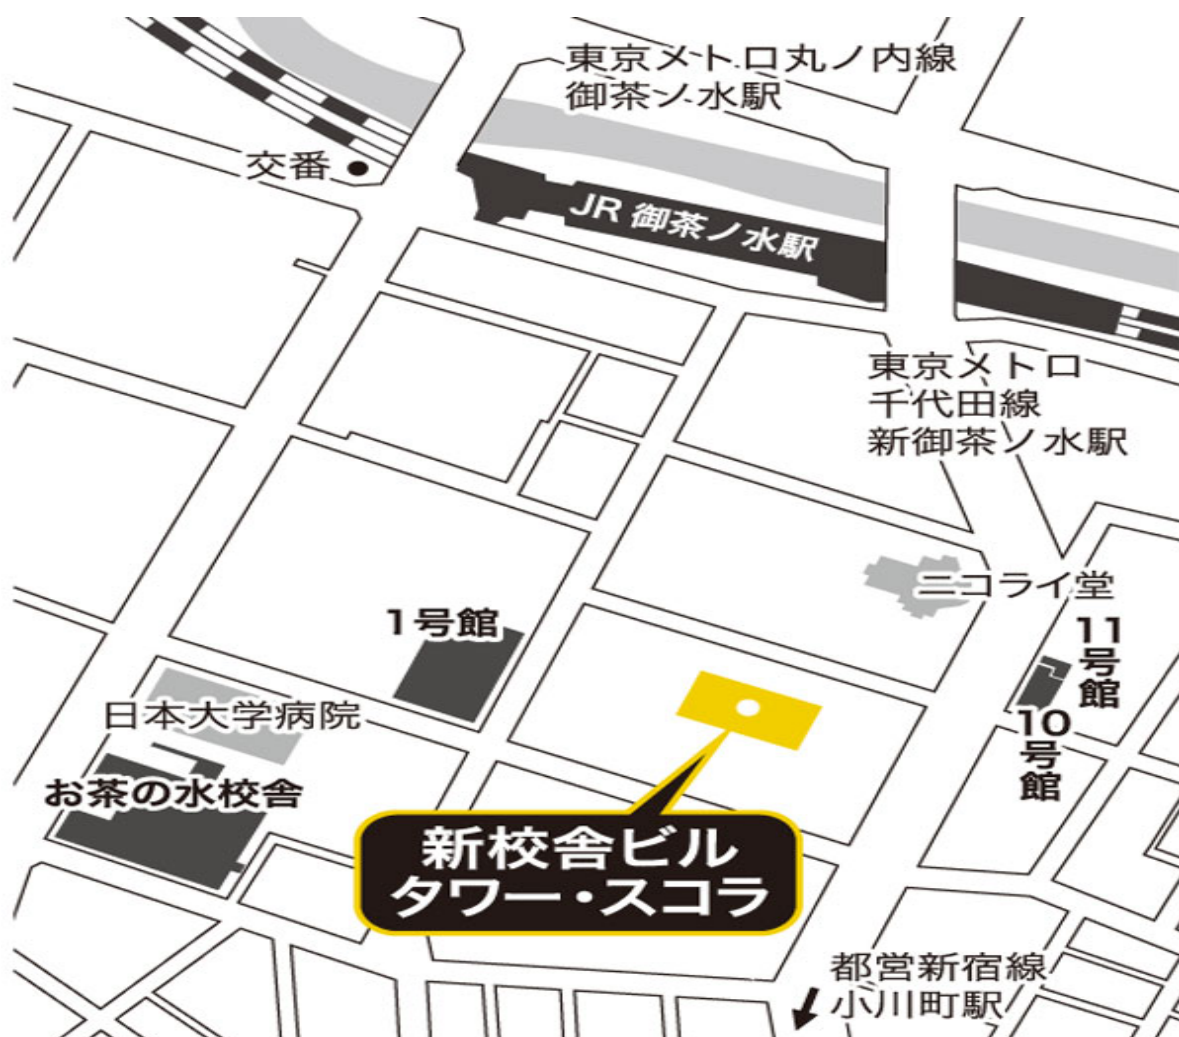 東京メトロ丸ノ内線
御茶ノ水駅
交番
JR 御茶ノ水駅
東京メトロ
千代田線
新御茶ノ水駅
ニコライ堂
1号館
11号館
10号館
日本大学病院
お茶の水校舎
新校舎ビル
タワー・スコラ
都営新宿線
小川町駅